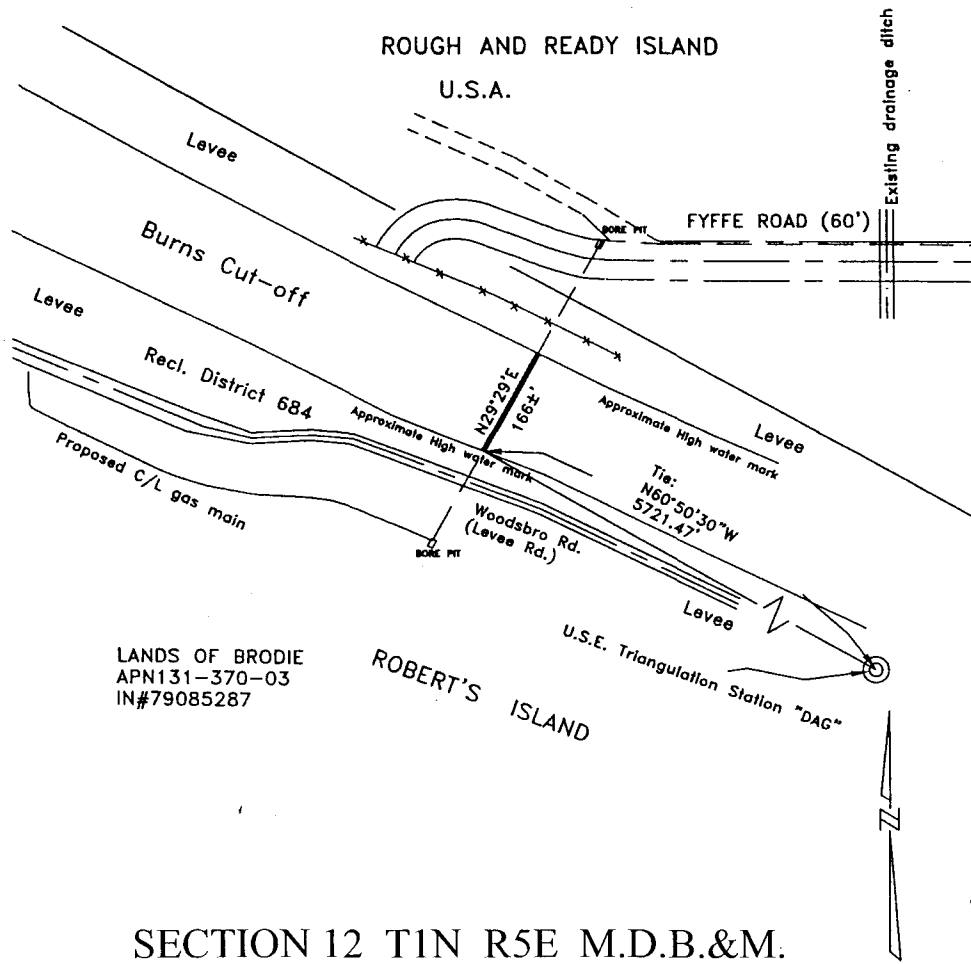 ROUGH AND READY ISLAND
U.S.A.
Existing drainage ditch
Levee
FYFFE ROAD (60')
BORE PIT
Burns Cut-off
Levee
Recl. District 684
N29°29'E
166±'
Approximate High water mark
Approximate High water mark
Levee
Proposed C/L gas main
Tie:
N60°50'30"W
5721.47'
Woodsbro Rd.
(Levee Rd.)
BORE PIT
Levee
U.S.E. Triangulation Station "DAG"
LANDS OF BRODIE
APN131-370-03
IN#79085287
ROBERT'S ISLAND
N
SECTION 12 T1N R5E M.D.B.&M.